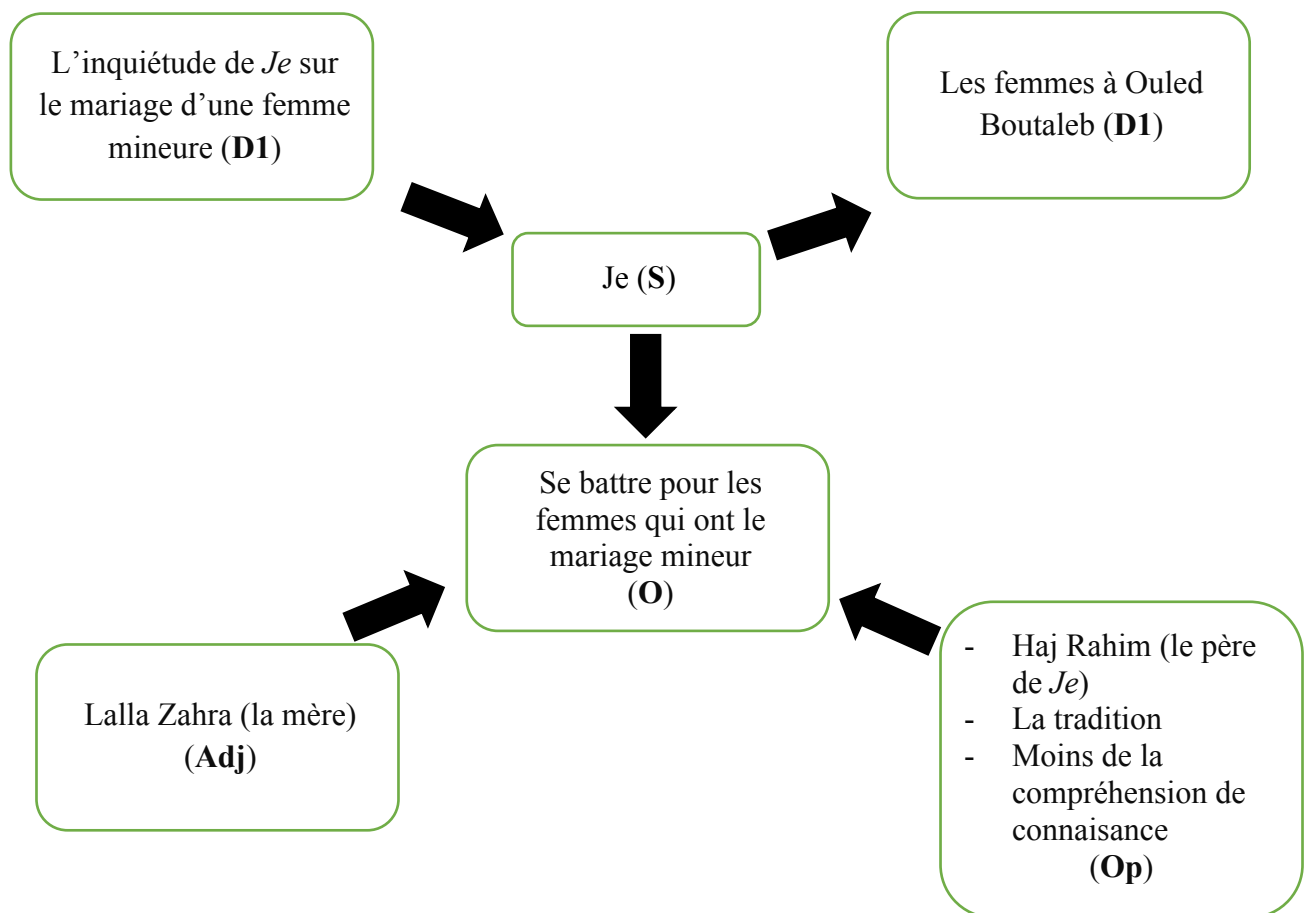 L’inquiétude de Je sur
le mariage d’une femme
mineure (D1)
Les femmes à Ouled
Boutaleb (D1)
Je (S)
Se battre pour les
femmes qui ont le
mariage mineur
(O)
Lalla Zahra (la mère)
(Adj)
- Haj Rahim (le père
de Je)
- La tradition
- Moins de la
compréhension de
connaisance
(Op)